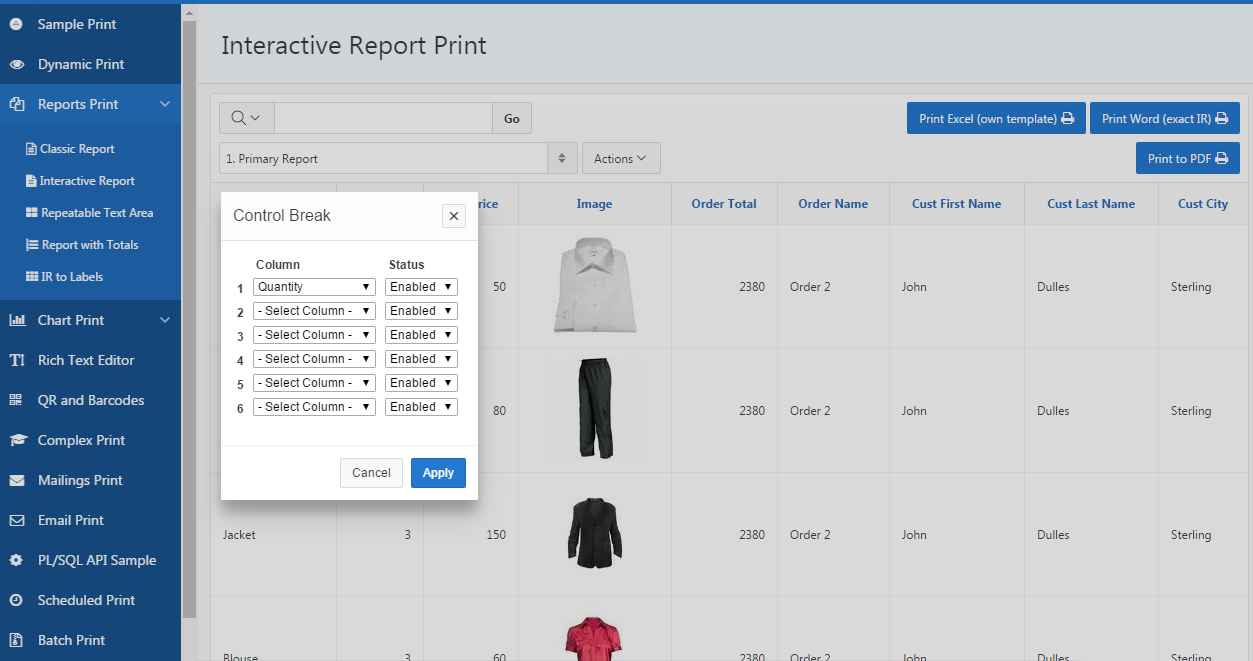 Sample Print
Dynamic Print
Reports Print
Classic Report
Interactive Report
Repeatable Text Area
Report with Totals
IR to Labels
Chart Print
Rich Text Editor
QR and Barcodes
Complex Print
Mailings Print
Email Print
PL/SQL API Sample
Scheduled Print
Batch Print
Interactive Report Print
Go
Print Excel (own template)
Print Word (exact IR)
1. Primary Report
Actions
Print to PDF
rice Image Order Total Order Name Cust First Name Cust Last Name Cust City
50 2380 Order 2 John Dulles Sterling
80 2380 Order 2 John Dulles Sterling
Jacket 3 150 2380 Order 2 John Dulles Sterling
Blouse 3 60 2380 Order 2 John Dulles Sterling
Control Break
Column Status
1 Quantity Enabled
2 - Select Column - Enabled
3 - Select Column - Enabled
4 - Select Column - Enabled
5 - Select Column - Enabled
6 - Select Column - Enabled
Cancel Apply